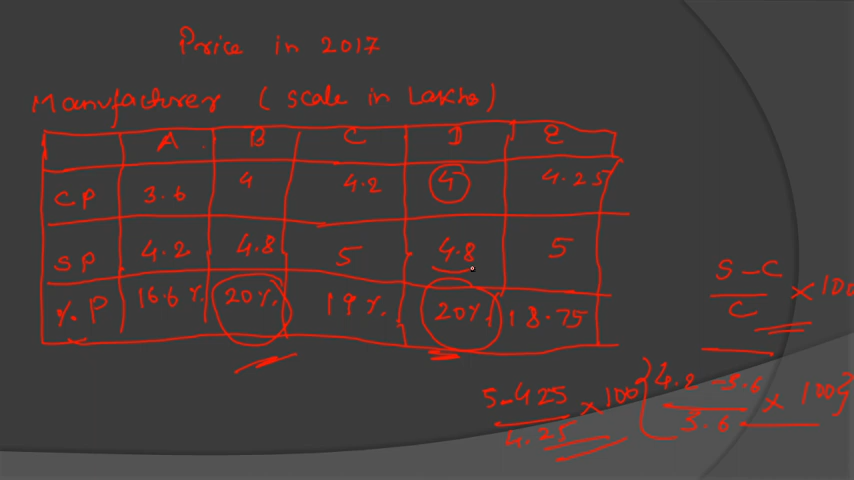 Price in 2017
Manufacturer (scale in Lakhs)
A B C D E
CP 3.6 4 4.2 4 4.25
SP 4.2 4.8 5 4.8 5
% P 16.6 %. 20%. 19 %. 20% 18.75
S-C
C × 100
5-425
4.25 × 100
{4.2-3.6
3.6 × 100}